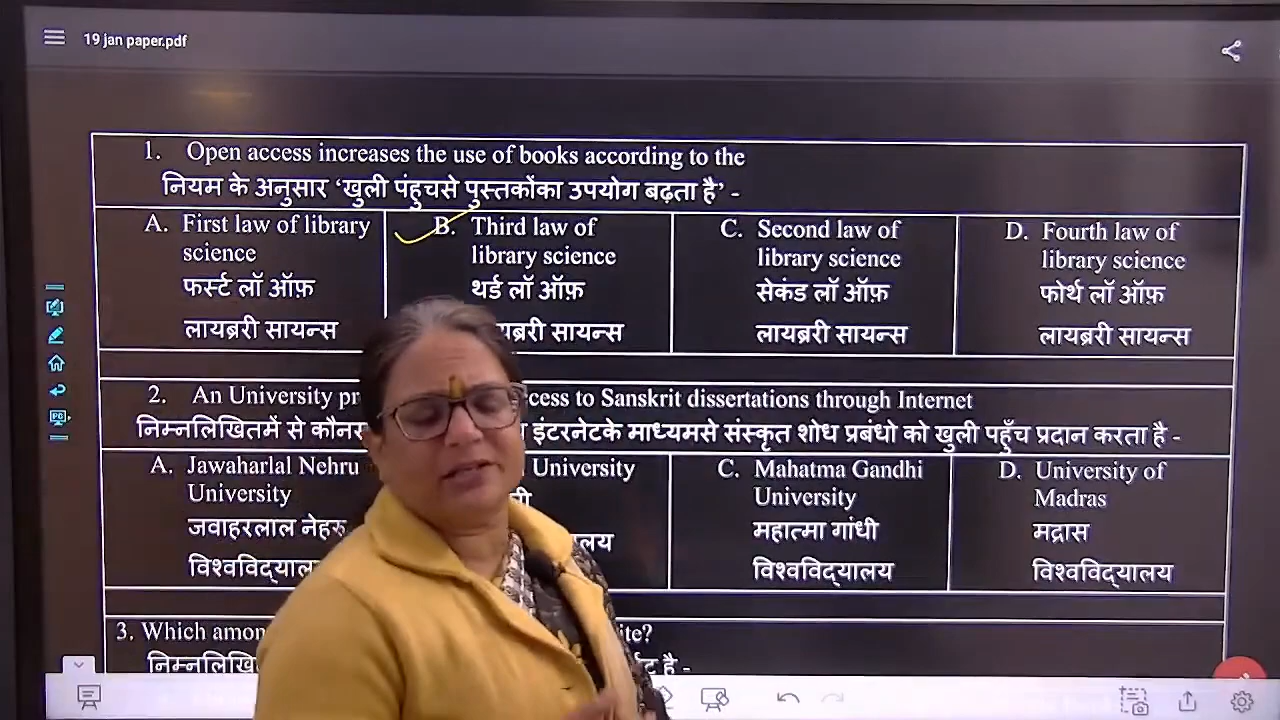 19 jan paper.pdf
1. Open access increases the use of books according to the
नियम के अनुसार ‘खुली पंहुचसे पुस्तकोंका उपयोग बढ़ता है’ -
A. First law of library
science
फर्स्ट लॉ ऑफ़
लायब्ररी सायन्स
B. Third law of
library science
थर्ड लॉ ऑफ़
यब्ररी सायन्स
C. Second law of
library science
सेकंड लॉ ऑफ़
लायब्ररी सायन्स
D. Fourth law of
library science
फोर्थ लॉ ऑफ़
लायब्ररी सायन्स
2. An University pr cess to Sanskrit dissertations through Internet
निम्नलिखितमें से कौनस इंटरनेटके माध्यमसे संस्कृत शोध प्रबंधो को खुली पहुँच प्रदान करता है -
A. Jawaharlal Nehru
University
जवाहरलाल नेहरु
विश्वविद्याल
University
लय
C. Mahatma Gandhi
University
महात्मा गांधी
विश्वविद्यालय
D. University of
Madras
मद्रास
विश्वविद्यालय
3. Which amon ite?
निम्नलिखि है -